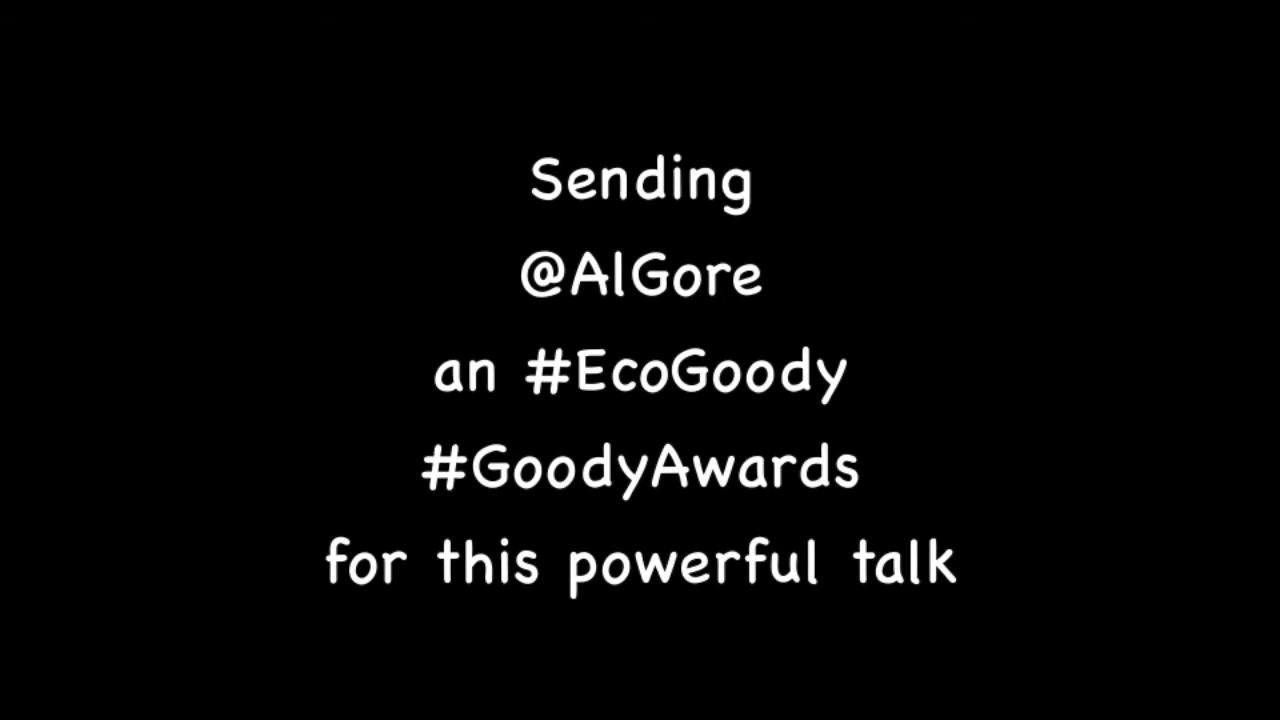 Sending
@AlGore
an #EcoGoody
#GoodyAwards
for this powerful talk